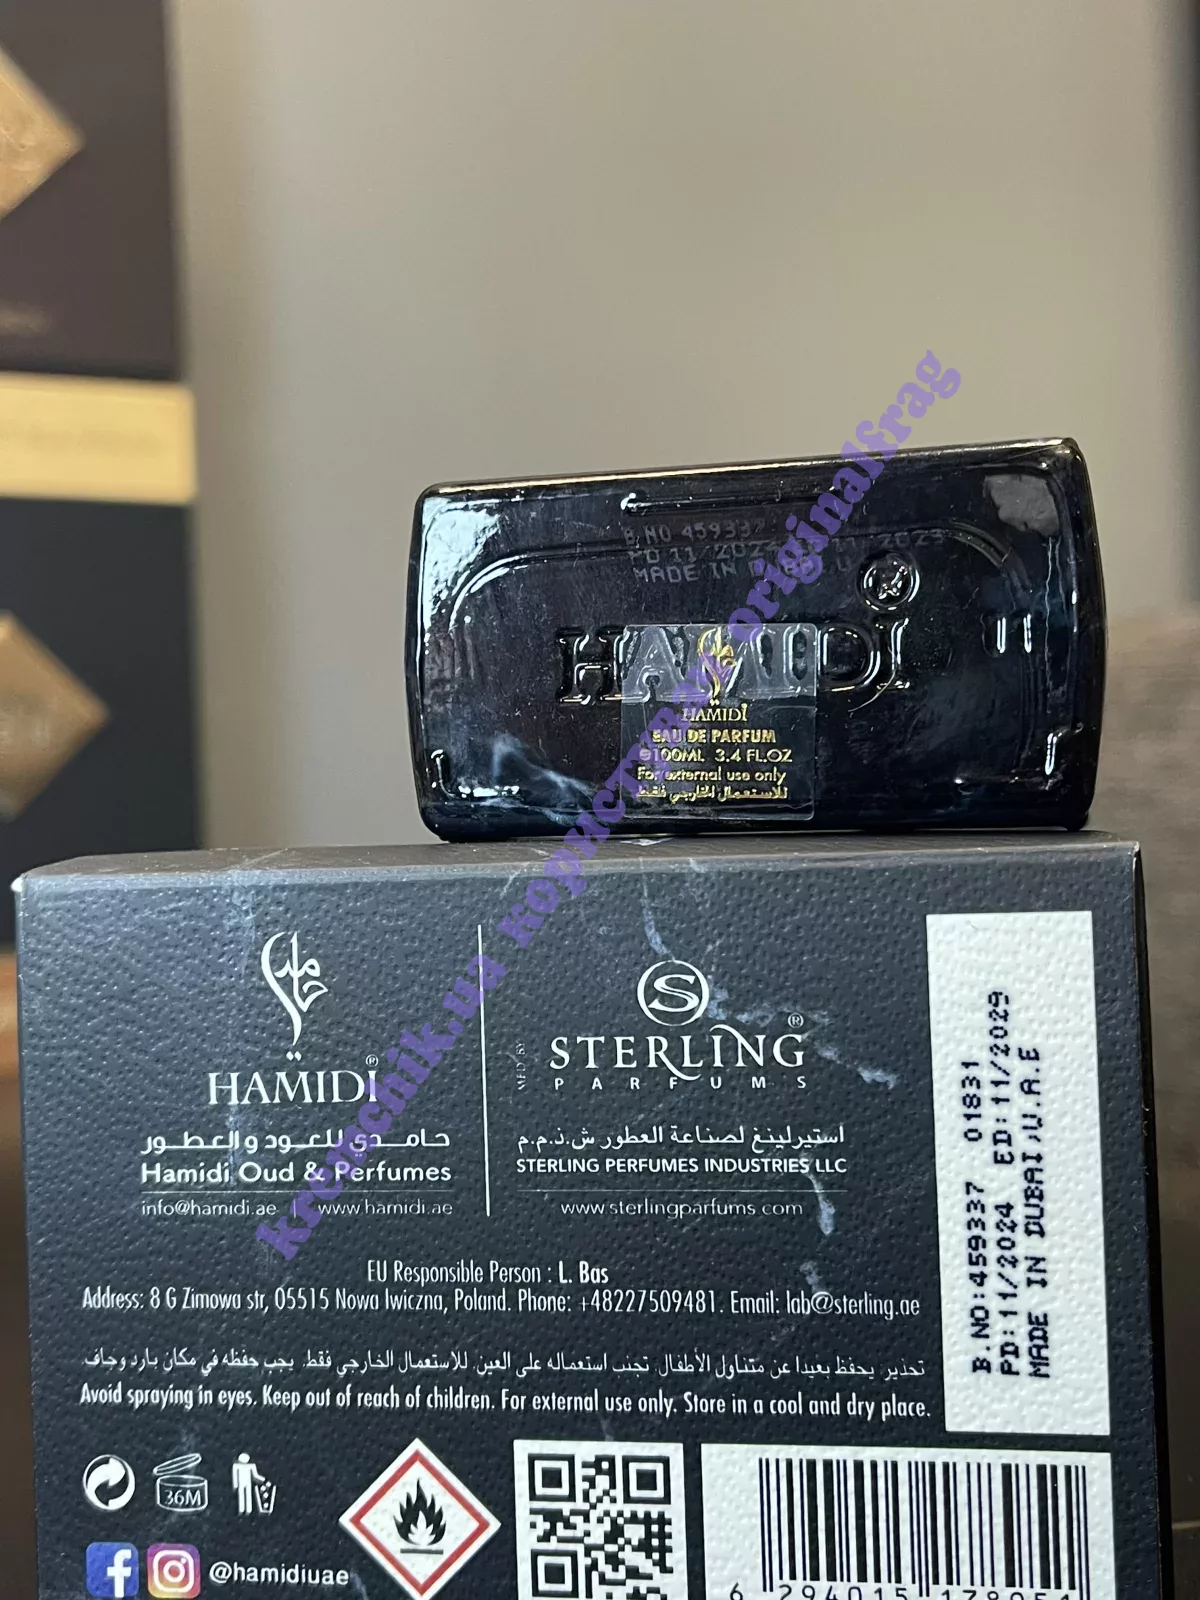 B.NO 459337
MADE IN DUBAI, U
HAMIDI
HAMIDI
EAU DE PARFUM
100ML 3.4 FL.OZ
For external use only
للاستعمال الخارجي فقط
kremchik.ua користувач originalfrag
حامدي
HAMIDI®
حامدي للعود والعطور
Hamidi Oud & Perfumes
info@hamidi.ae | www.hamidi.ae
MFD BY
S
STERLING®
PARFUMS
استيرلينغ لصناعة العطور ش.ذ.م.م
STERLING PERFUMES INDUSTRIES LLC
www.sterlingparfums.com
B.NO:459337 01831
PD:11/2024 ED:11/2029
MADE IN DUBAI,U.A.E
EU Responsible Person : L. Bas
Address: 8 G Zimowa str, 05515 Nowa Iwiczna, Poland. Phone: +48227509481. Email: lab@sterling.ae
تحذير: يحفظ بعيدا عن متناول الأطفال. تجنب استعماله على العين. للاستعمال الخارجي فقط. يجب حفظه في مكان بارد وجاف.
Avoid spraying in eyes. Keep out of reach of children. For external use only. Store in a cool and dry place.
36M
@hamidiuae